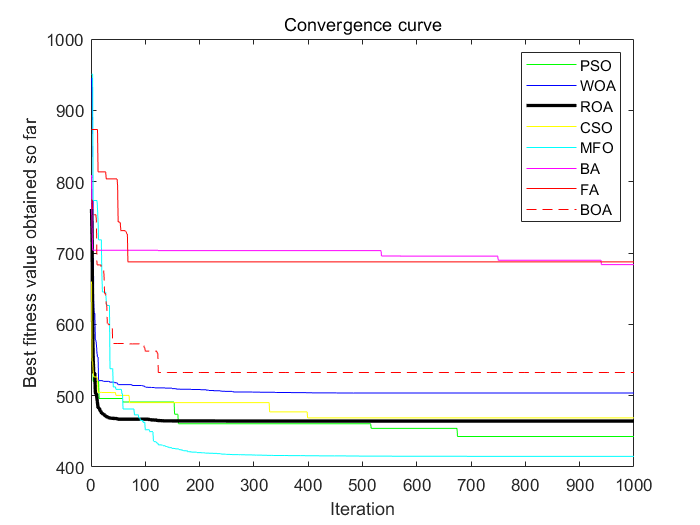 Convergence curve
1000
900
800
700
600
500
400
0 100 200 300 400 500 600 700 800 900 1000
Best fitness value obtained so far
Iteration
PSO
WOA
ROA
CSO
MFO
BA
FA
BOA